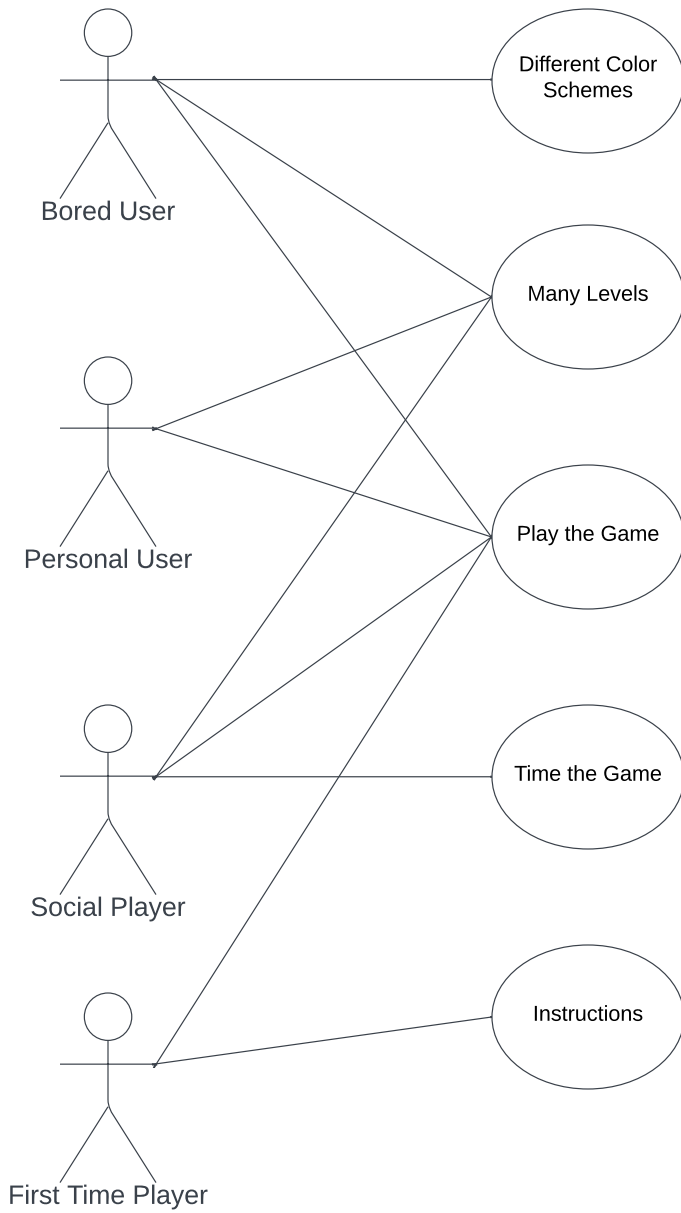 Different Color
Schemes
Bored User
Many Levels
Personal User
Play the Game
Time the Game
Social Player
Instructions
First Time Player